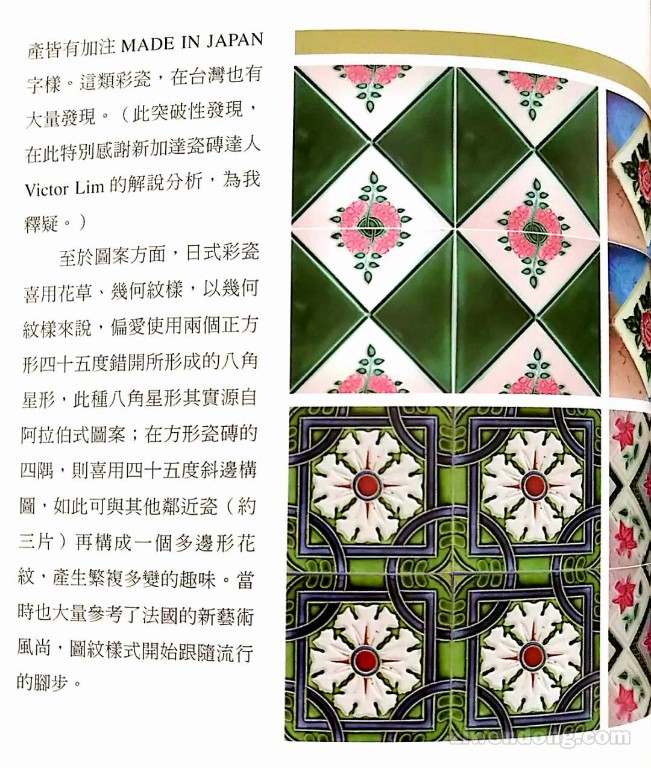 產皆有加注 MADE IN JAPAN
字樣。這類彩瓷，在台灣也有
大量發現。（此突破性發現，
在此特別感謝新加達瓷磚達人
Victor Lim 的解說分析，為我
釋疑。）
至於圖案方面，日式彩瓷
喜用花草、幾何紋樣，以幾何
紋樣來說，偏愛使用兩個正方
形四十五度錯開所形成的八角
星形，此種八角星形其實源自
阿拉伯式圖案；在方形瓷磚的
四隅，則喜用四十五度斜邊構
圖，如此可與其他鄰近瓷（約
三片）再構成一個多邊形花
紋，產生繁複多變的趣味。當
時也大量參考了法國的新藝術
風尚，圖紋樣式開始跟隨流行
的腳步。